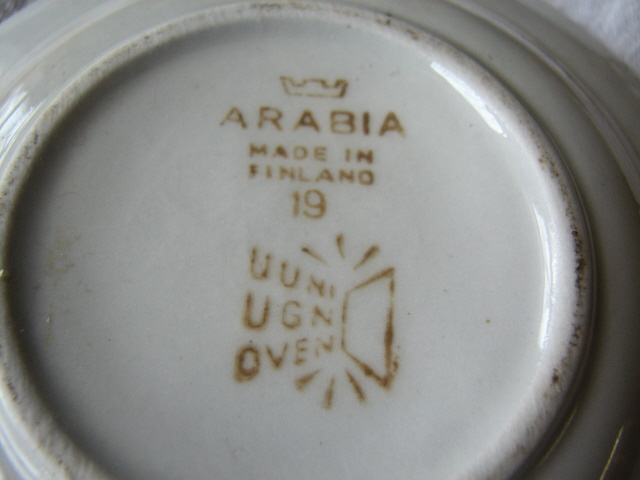 ARABIA
MADE IN
FINLAND
19
UUNI
UGN
OVEN